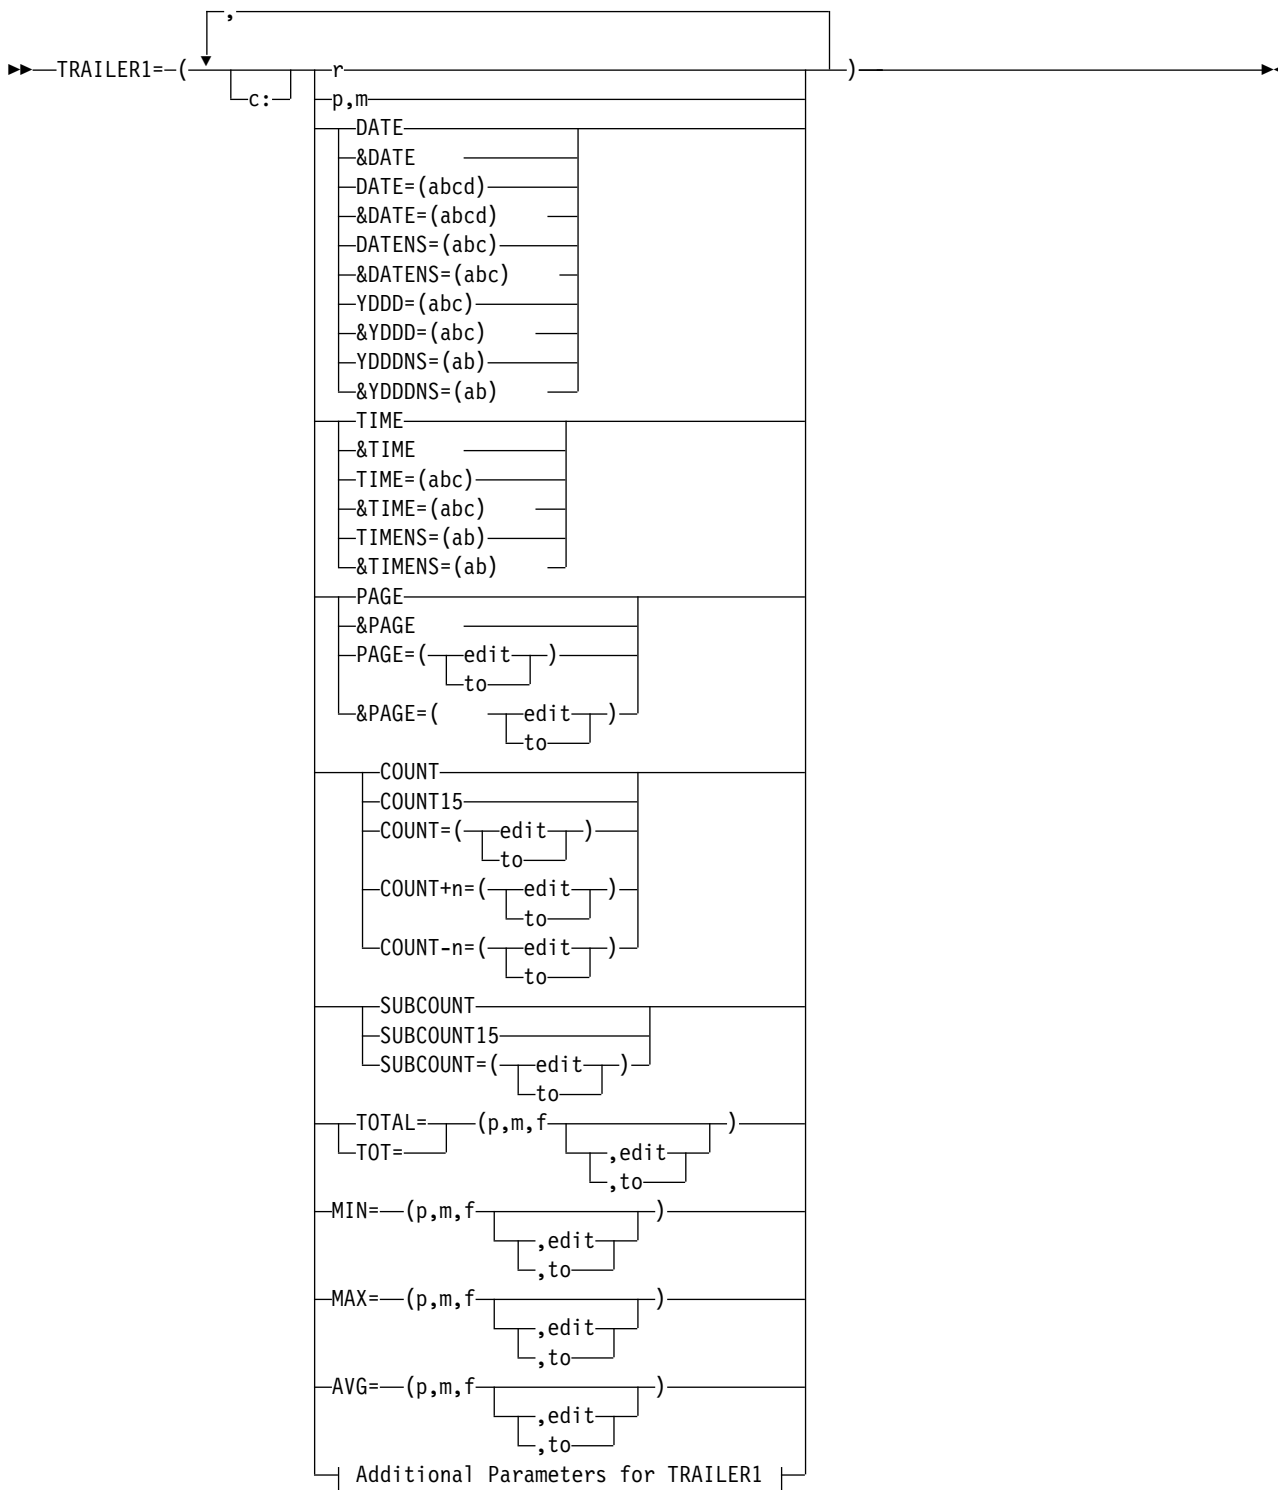 ,
TRAILER1= ( r )
c:
p,m
DATE
&DATE
DATE=(abcd)
&DATE=(abcd)
DATENS=(abc)
&DATENS=(abc)
YDDD=(abc)
&YDDD=(abc)
YDDDNS=(ab)
&YDDDNS=(ab)
TIME
&TIME
TIME=(abc)
&TIME=(abc)
TIMENS=(ab)
&TIMENS=(ab)
PAGE
&PAGE
PAGE=( edit )
to
&PAGE=( edit )
to
COUNT
COUNT15
COUNT=( edit )
to
COUNT+n=( edit )
to
COUNT-n=( edit )
to
SUBCOUNT
SUBCOUNT15
SUBCOUNT=( edit )
to
TOTAL= (p,m,f )
TOT= ,edit
,to
MIN= (p,m,f )
,edit
,to
MAX= (p,m,f )
,edit
,to
AVG= (p,m,f )
,edit
,to
Additional Parameters for TRAILER1